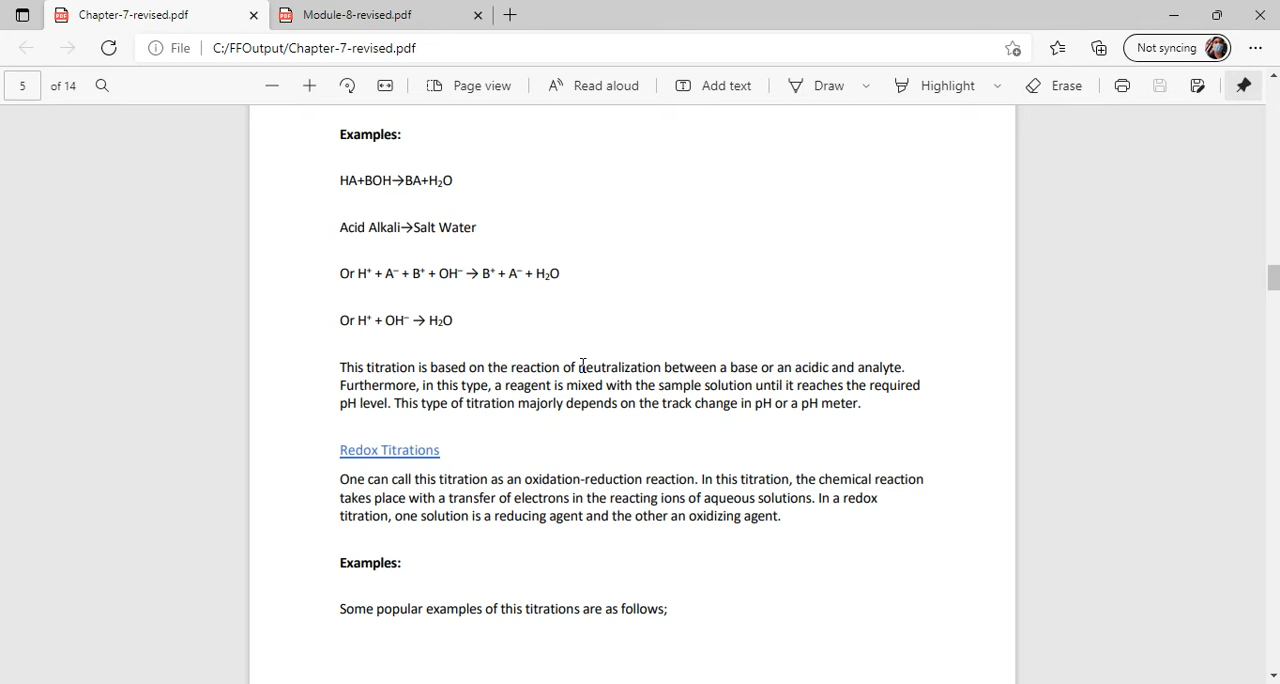 Chapter-7-revised.pdf
Module-8-revised.pdf
File C:/FFOutput/Chapter-7-revised.pdf Not syncing
5 of 14 Page view Read aloud Add text Draw Highlight Erase
Examples:
HA+BOH→BA+H₂O
Acid Alkali→Salt Water
Or H⁺ + A⁻ + B⁺ + OH⁻ → B⁺ + A⁻ + H₂O
Or H⁺ + OH⁻ → H₂O
This titration is based on the reaction of neutralization between a base or an acidic and analyte.
Furthermore, in this type, a reagent is mixed with the sample solution until it reaches the required
pH level. This type of titration majorly depends on the track change in pH or a pH meter.
Redox Titrations
One can call this titration as an oxidation-reduction reaction. In this titration, the chemical reaction
takes place with a transfer of electrons in the reacting ions of aqueous solutions. In a redox
titration, one solution is a reducing agent and the other an oxidizing agent.
Examples:
Some popular examples of this titrations are as follows;